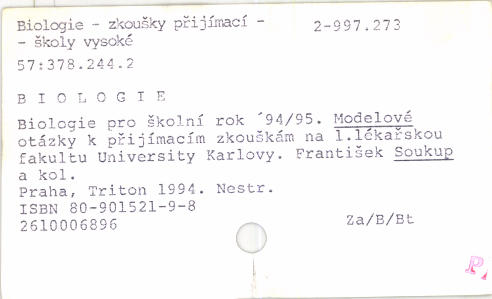 Biologie - zkoušky přijímací -
- školy vysoké
2-997.273
57:378.244.2
B I O L O G I E
Biologie pro školní rok ´94/95. Modelové
otázky k přijímacím zkouškám na 1.lékařskou
fakultu University Karlovy. František Soukup
a kol.
Praha, Triton 1994. Nestr.
ISBN 80-901521-9-8
2610006896
Za/B/Bt
P